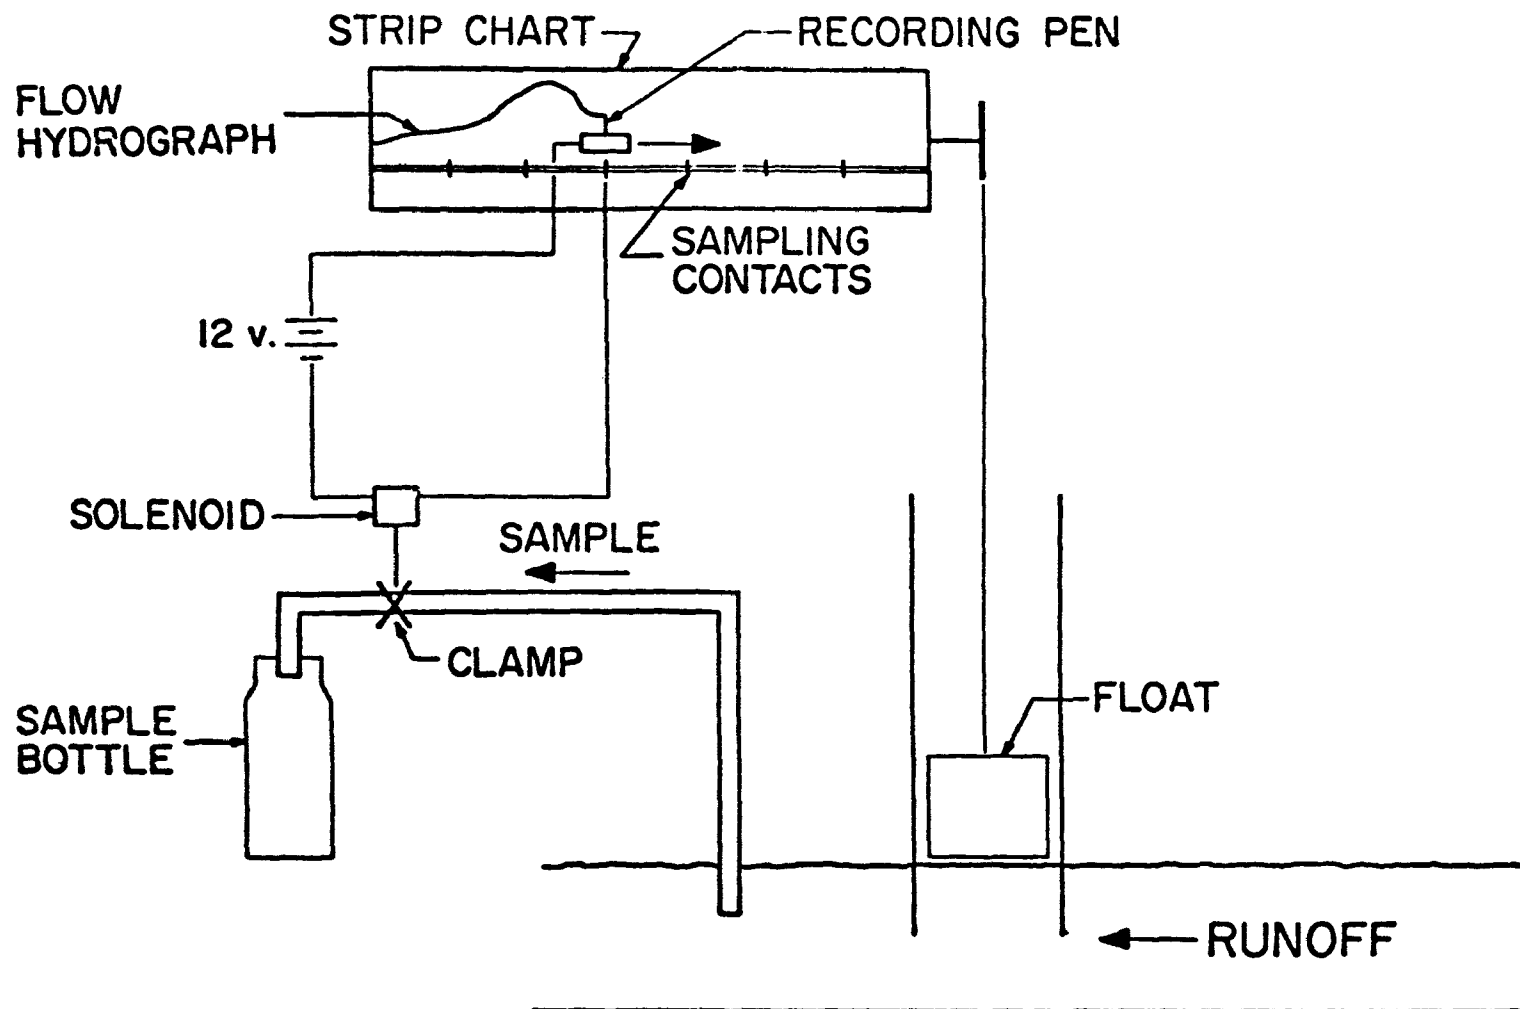 STRIP CHART
RECORDING PEN
FLOW
HYDROGRAPH
SAMPLING
CONTACTS
12 v.
SOLENOID
SAMPLE
CLAMP
SAMPLE
BOTTLE
FLOAT
RUNOFF